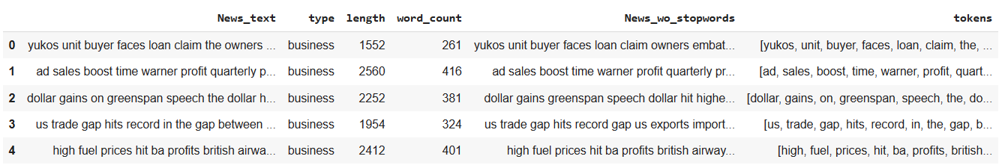 News_text type length word_count News_wo_stopwords tokens
0 yukos unit buyer faces loan claim the owners ... business 1552 261 yukos unit buyer faces loan claim owners embat... [yukos, unit, buyer, faces, loan, claim, the, ...
1 ad sales boost time warner profit quarterly p... business 2560 416 ad sales boost time warner profit quarterly pr... [ad, sales, boost, time, warner, profit, quart...
2 dollar gains on greenspan speech the dollar h... business 2252 381 dollar gains greenspan speech dollar hit highe... [dollar, gains, on, greenspan, speech, the, do...
3 us trade gap hits record in the gap between ... business 1954 324 us trade gap hits record gap us exports import... [us, trade, gap, hits, record, in, the, gap, b...
4 high fuel prices hit ba profits british airwa... business 2412 401 high fuel prices hit ba profits british airway... [high, fuel, prices, hit, ba, profits, british...